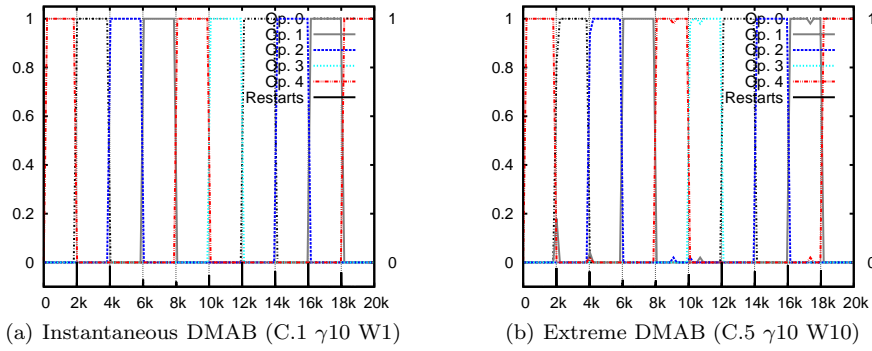 1
0.8
0.6
0.4
0.2
0
0 2k 4k 6k 8k 10k 12k 14k 16k 18k 20k
1
0
Op. 0
Op. 1
Op. 2
Op. 3
Op. 4
Restarts
(a) Instantaneous DMAB (C.1 γ10 W1)
1
0.8
0.6
0.4
0.2
0
0 2k 4k 6k 8k 10k 12k 14k 16k 18k 20k
1
0
Op. 0
Op. 1
Op. 2
Op. 3
Op. 4
Restarts
(b) Extreme DMAB (C.5 γ10 W10)